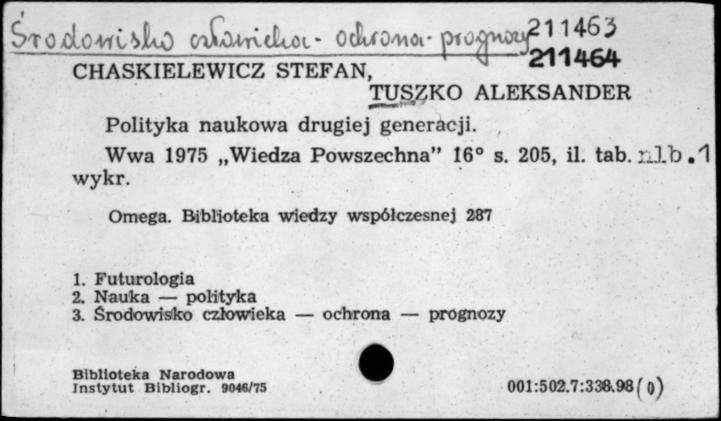 Środowisko człowieka - ochrona - prognozy 211463
211464
CHASKIELEWICZ STEFAN,
TUSZKO ALEKSANDER
Polityka naukowa drugiej generacji.
Wwa 1975 „Wiedza Powszechna” 16° s. 205, il. tab. nlb. 1
wykr.
Omega. Biblioteka wiedzy współczesnej 287
1. Futurologia
2. Nauka — polityka
3. Środowisko człowieka — ochrona — prognozy
Biblioteka Narodowa
Instytut Bibliogr. 9046/75 001:502.7:338.98(0)